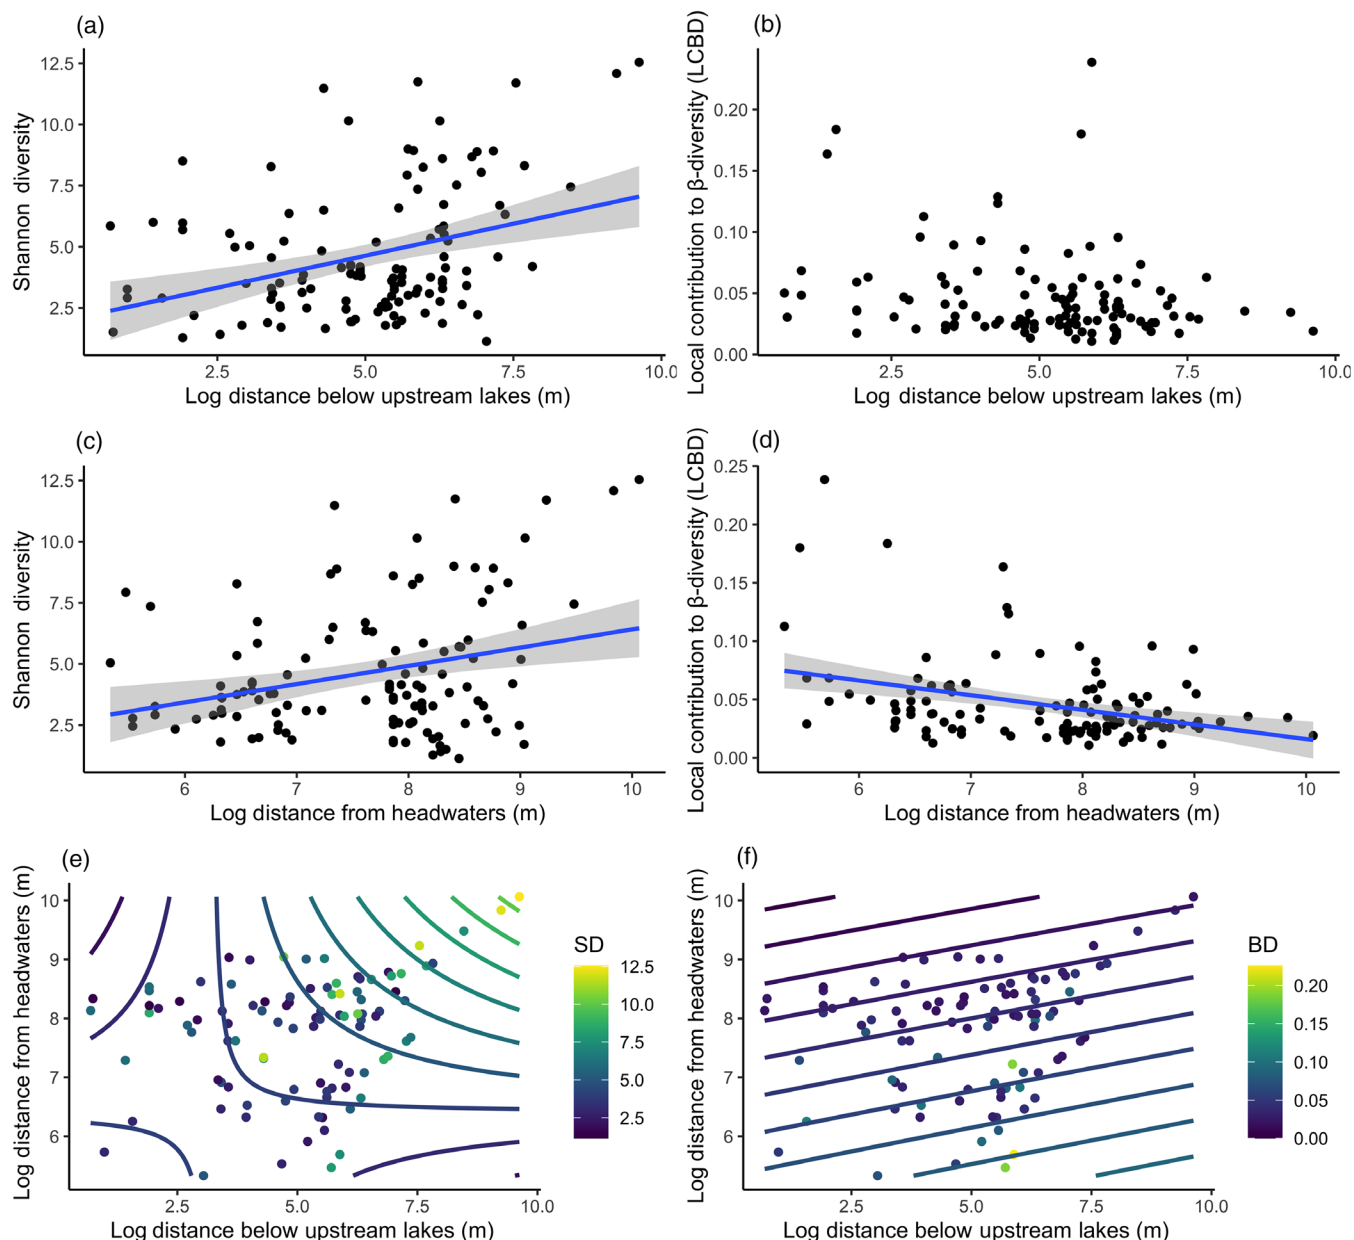 (a)
Shannon diversity
12.5
10.0
7.5
5.0
2.5
2.5 5.0 7.5 10.0
Log distance below upstream lakes (m)
(b)
Local contribution to β-diversity (LCBD)
0.20
0.15
0.10
0.05
0.00
2.5 5.0 7.5 10.0
Log distance below upstream lakes (m)
(c)
Shannon diversity
12.5
10.0
7.5
5.0
2.5
6 7 8 9 10
Log distance from headwaters (m)
(d)
Local contribution to β-diversity (LCBD)
0.25
0.20
0.15
0.10
0.05
0.00
6 7 8 9 10
Log distance from headwaters (m)
(e)
Log distance from headwaters (m)
10
9
8
7
6
2.5 5.0 7.5 10.0
Log distance below upstream lakes (m)
SD
12.5
10.0
7.5
5.0
2.5
(f)
Log distance from headwaters (m)
10
9
8
7
6
2.5 5.0 7.5 10.0
Log distance below upstream lakes (m)
BD
0.20
0.15
0.10
0.05
0.00